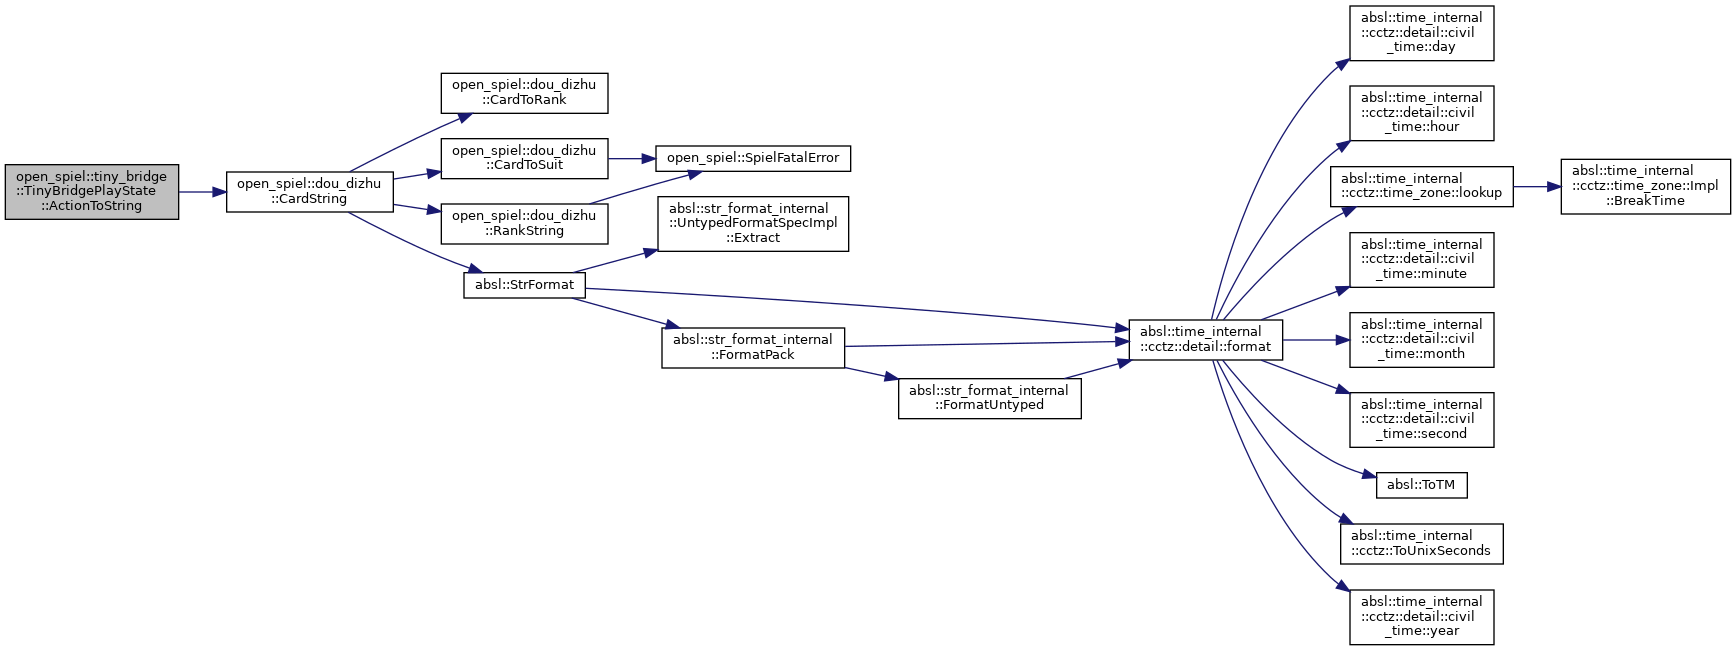 open_spiel::tiny_bridge
::TinyBridgePlayState
::ActionToString
open_spiel::dou_dizhu
::CardString
open_spiel::dou_dizhu
::CardToRank
open_spiel::dou_dizhu
::CardToSuit
open_spiel::dou_dizhu
::RankString
absl::StrFormat
open_spiel::SpielFatalError
absl::str_format_internal
::UntypedFormatSpecImpl
::Extract
absl::str_format_internal
::FormatPack
absl::str_format_internal
::FormatUntyped
absl::time_internal
::cctz::detail::format
absl::time_internal
::cctz::detail::civil
_time::day
absl::time_internal
::cctz::detail::civil
_time::hour
absl::time_internal
::cctz::time_zone::lookup
absl::time_internal
::cctz::time_zone::Impl
::BreakTime
absl::time_internal
::cctz::detail::civil
_time::minute
absl::time_internal
::cctz::detail::civil
_time::month
absl::time_internal
::cctz::detail::civil
_time::second
absl::ToTM
absl::time_internal
::cctz::ToUnixSeconds
absl::time_internal
::cctz::detail::civil
_time::year